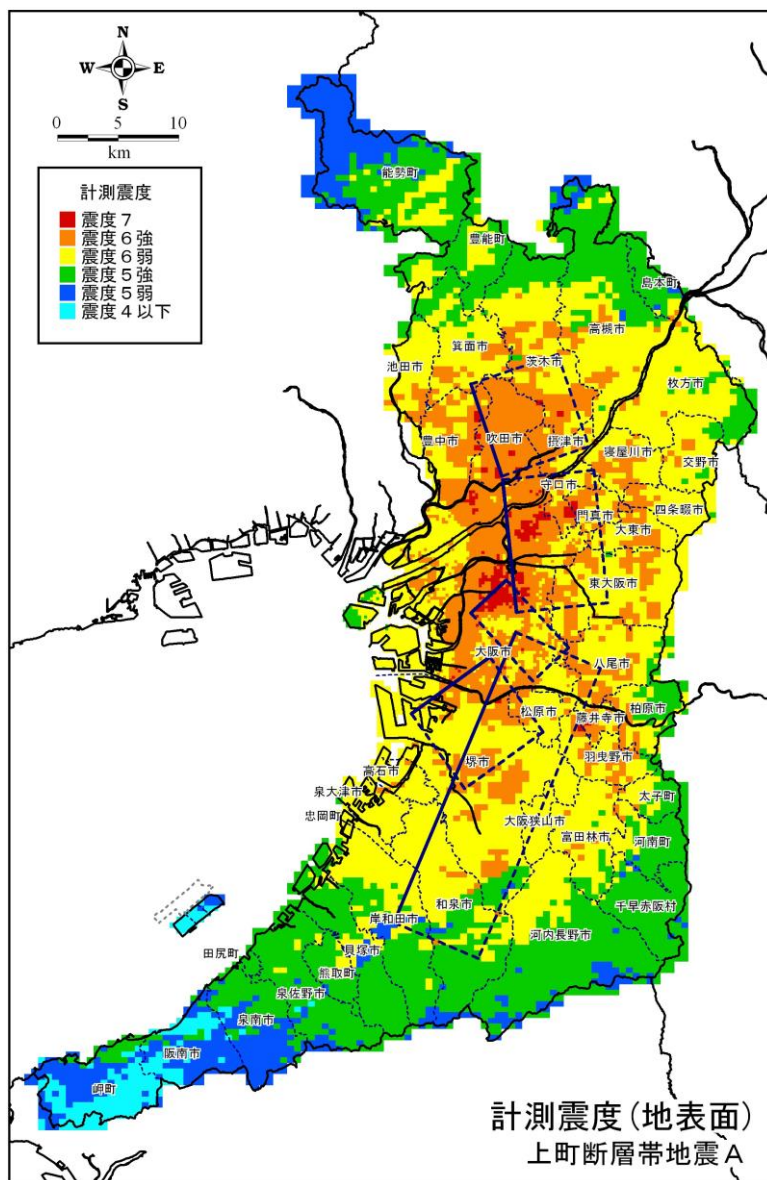 N
W E
S
0 5 10
km
計測震度
震度7
震度6強
震度6弱
震度5強
震度5弱
震度4以下
能勢町
豊能町
島本町
高槻市
箕面市
茨木市
池田市
枚方市
豊中市
吹田市
摂津市
寝屋川市
交野市
守口市
門真市
四条畷市
大東市
東大阪市
大阪市
八尾市
柏原市
松原市
藤井寺市
羽曳野市
堺市
高石市
泉大津市
太子町
忠岡町
大阪狭山市
富田林市
河南町
千早赤阪村
和泉市
岸和田市
河内長野市
貝塚市
田尻町
熊取町
泉佐野市
泉南市
阪南市
岬町
計測震度(地表面)
上町断層帯地震A